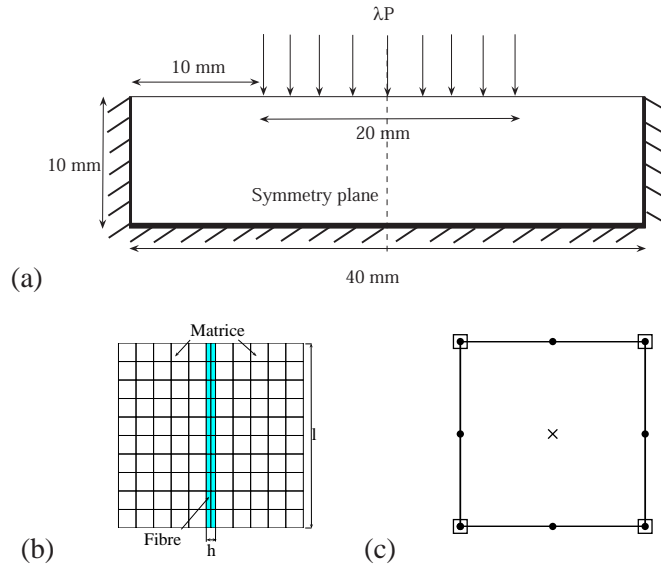 λP
10 mm
20 mm
10 mm
Symmetry plane
40 mm
(a)
Matrice
l
Fibre
h
(b)
(c)